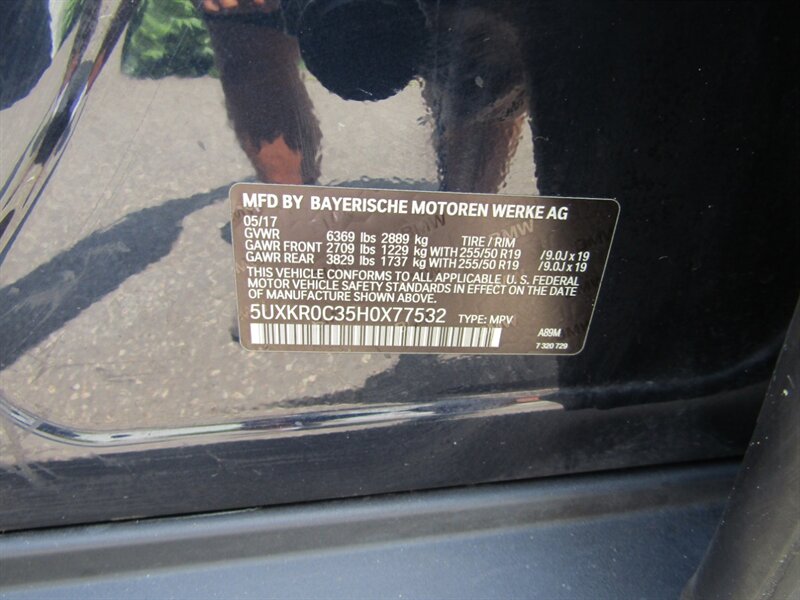 MFD BY BAYERISCHE MOTOREN WERKE AG
05/17
GVWR 6369 lbs 2889 kg TIRE / RIM
GAWR FRONT 2709 lbs 1229 kg WITH 255/50 R19 / 9.0J x 19
GAWR REAR 3829 lbs 1737 kg WITH 255/50 R19 / 9.0J x 19
THIS VEHICLE CONFORMS TO ALL APPLICABLE U. S. FEDERAL
MOTOR VEHICLE SAFETY STANDARDS IN EFFECT ON THE DATE
OF MANUFACTURE SHOWN ABOVE.
5UXKR0C35H0X77532 TYPE: MPV
A89M
7 320 729